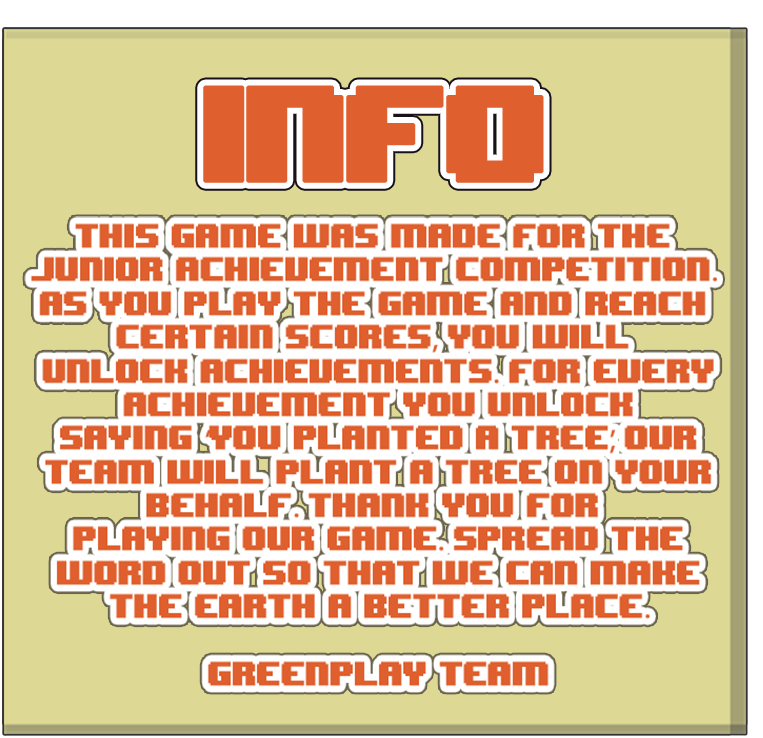 INFO
THIS GAME WAS MADE FOR THE
JUNIOR ACHIEVEMENT COMPETITION.
AS YOU PLAY THE GAME AND REACH
CERTAIN SCORES, YOU WILL
UNLOCK ACHIEVEMENTS. FOR EVERY
ACHIEVEMENT YOU UNLOCK
SAYING 'YOU PLANTED A TREE', OUR
TEAM WILL PLANT A TREE ON YOUR
BEHALF. THANK YOU FOR
PLAYING OUR GAME. SPREAD THE
WORD OUT SO THAT WE CAN MAKE
THE EARTH A BETTER PLACE.
GREENPLAY TEAM